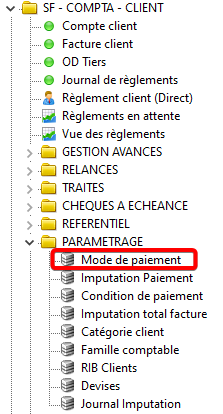 SF - COMPTA - CLIENT
Compte client
Facture client
OD Tiers
Journal de règlements
Règlement client (Direct)
Règlements en attente
Vue des règlements
GESTION AVANCES
RELANCES
TRAITES
CHEQUES A ECHEANCE
REFERENTIEL
PARAMETRAGE
Mode de paiement
Imputation Paiement
Condition de paiement
Imputation total facture
Catégorie client
Famille comptable
RIB Clients
Devises
Journal Imputation